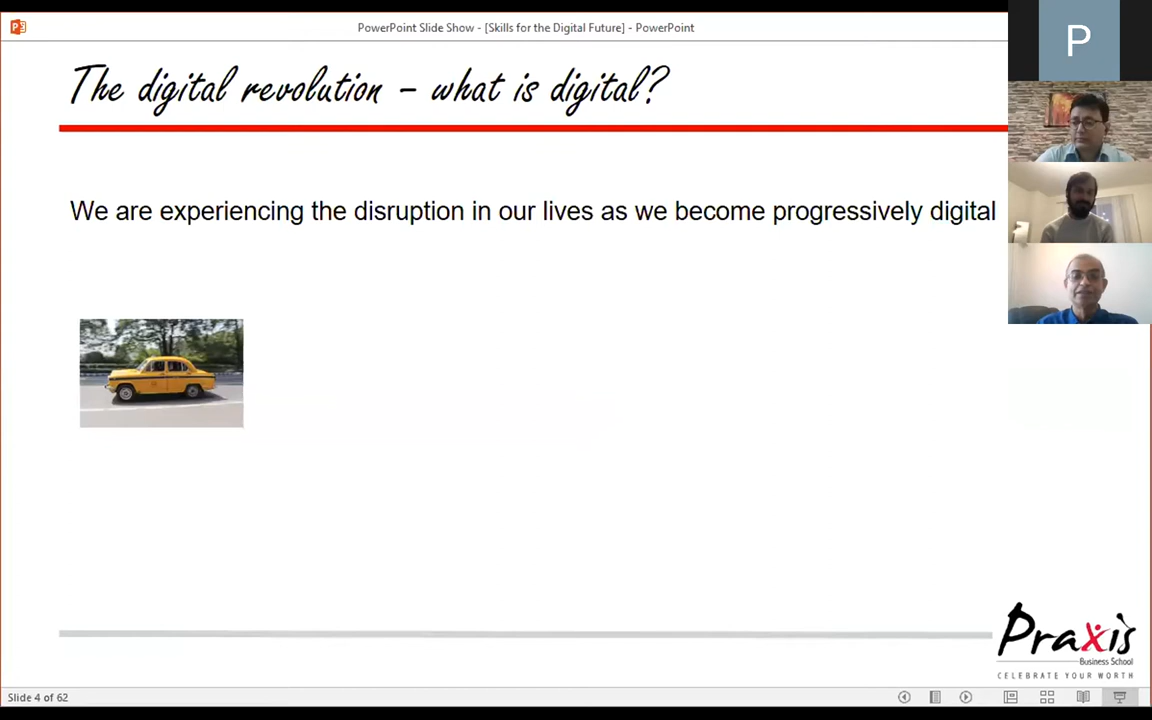 PowerPoint Slide Show - [Skills for the Digital Future] - PowerPoint
P
The digital revolution – what is digital?
We are experiencing the disruption in our lives as we become progressively digital
Praxis
Business School
CELEBRATE YOUR WORTH
Slide 4 of 62